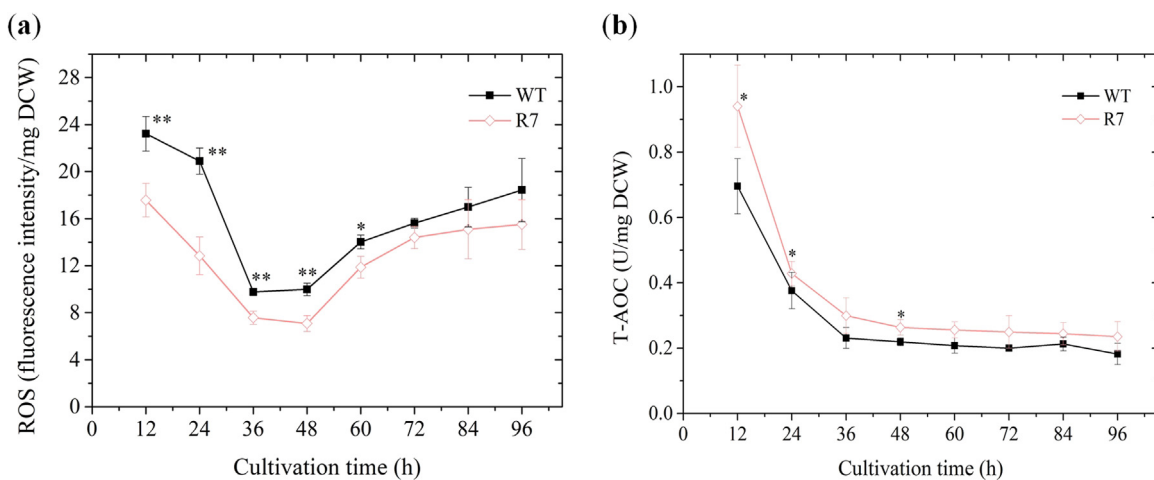 (a)
ROS (fluorescence intensity/mg DCW)
28
24
20
16
12
8
4
0
WT
R7
**
**
**
**
*
0 12 24 36 48 60 72 84 96
Cultivation time (h)
(b)
T-AOC (U/mg DCW)
1.0
0.8
0.6
0.4
0.2
0.0
WT
R7
*
*
*
0 12 24 36 48 60 72 84 96
Cultivation time (h)